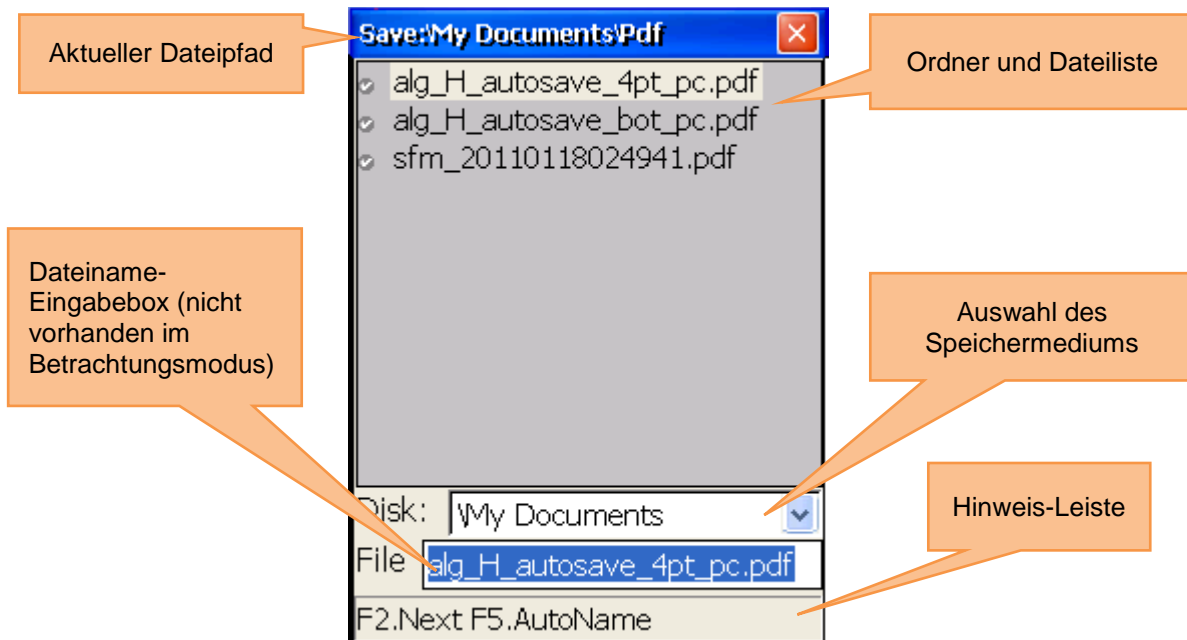 Aktueller Dateipfad
Save:\My Documents\Pdf
Ordner und Dateiliste
alg_H_autosave_4pt_pc.pdf
alg_H_autosave_bot_pc.pdf
sfm_20110118024941.pdf
Dateiname-
Eingabebox (nicht
vorhanden im
Betrachtungsmodus)
Auswahl des
Speichermediums
Disk: \My Documents
Hinweis-Leiste
File alg_H_autosave_4pt_pc.pdf
F2.Next F5.AutoName